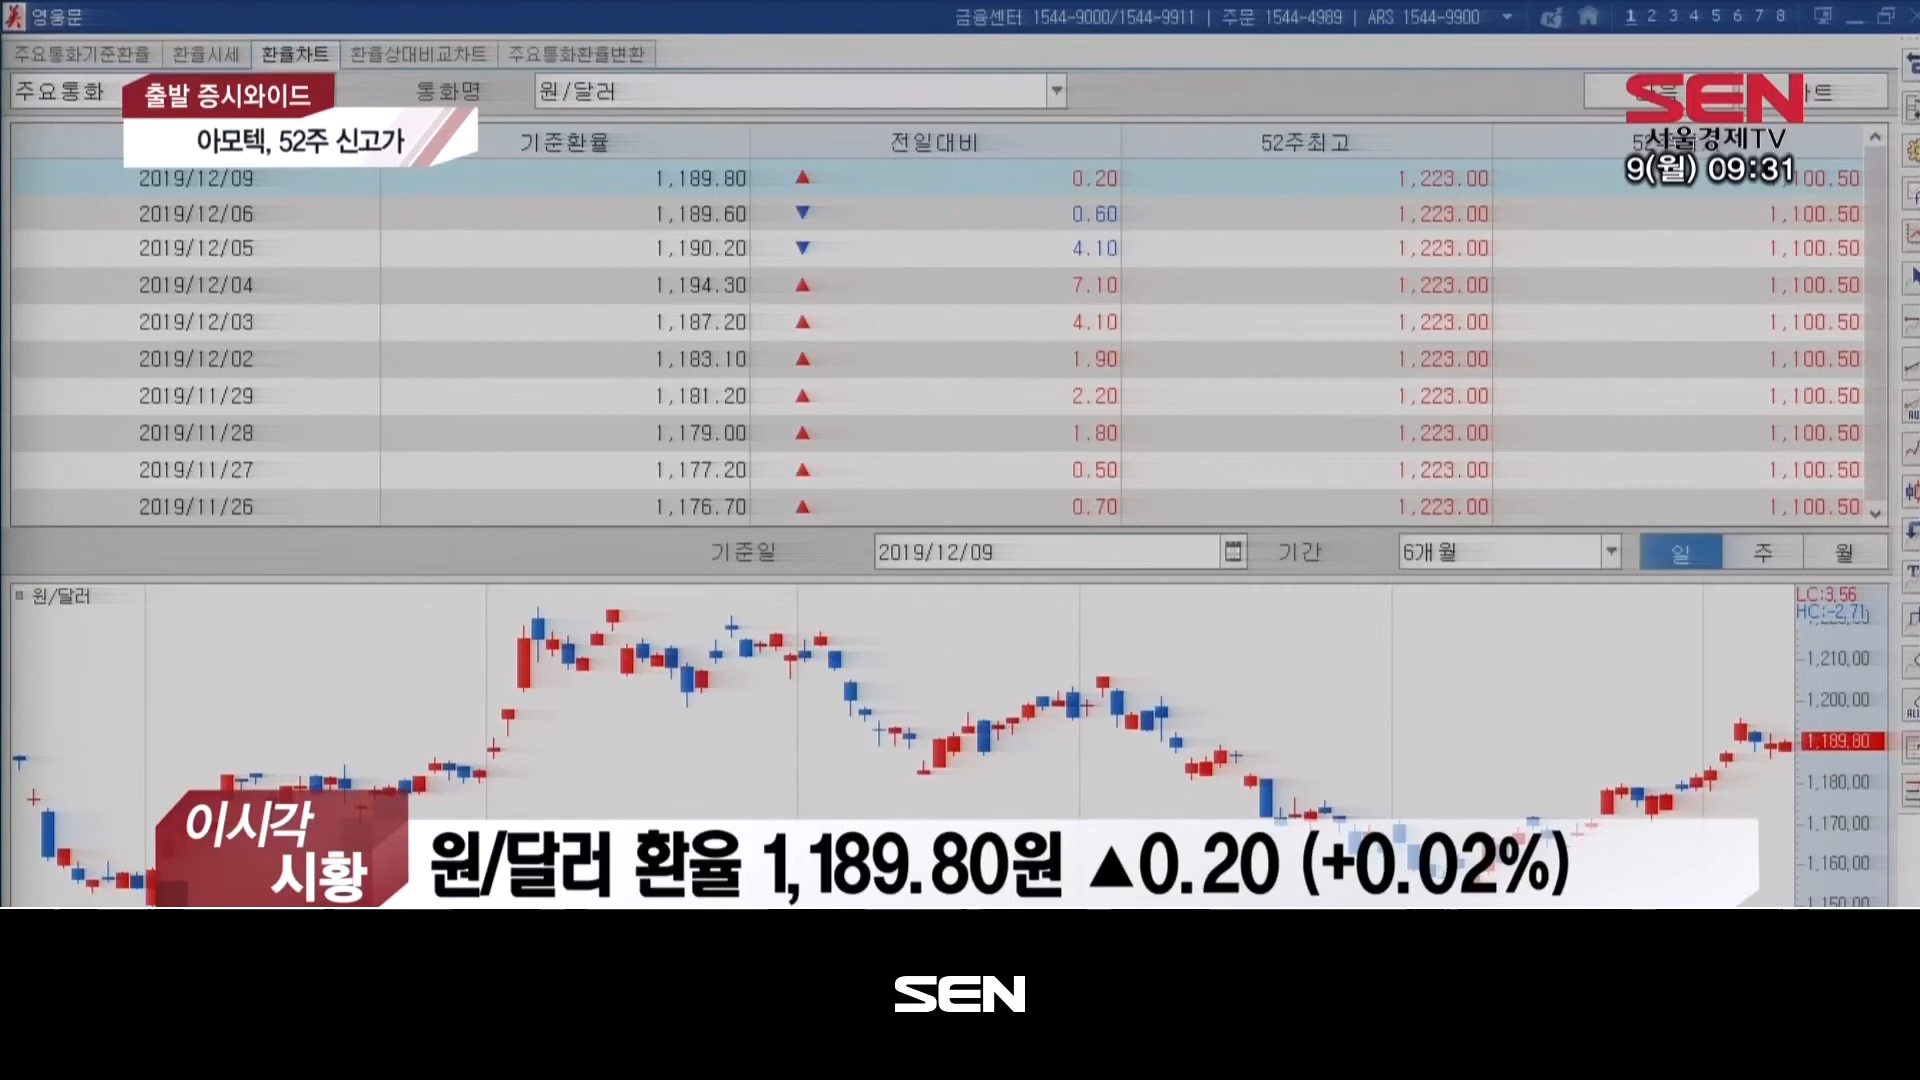 영웅문 금융센터 1544-9000/1544-9911 | 주문 1544-4989 | ARS 1544-9900 1 2 3 4 5 6 7 8
주요통화기준환율 환율시세 환율차트 환율상대비교차트 주요통화환율변환
주요통화 통화명 원/달러 트
출발 증시와이드
아모텍, 52주 신고가
SEN
서울경제TV
9(월) 09:31
기준환율 전일대비 52주최고
2019/12/09 1,189.80 ▲ 0.20 1,223.00 100.50
2019/12/06 1,189.60 ▼ 0.60 1,223.00 1,100.50
2019/12/05 1,190.20 ▼ 4.10 1,223.00 1,100.50
2019/12/04 1,194.30 ▲ 7.10 1,223.00 1,100.50
2019/12/03 1,187.20 ▲ 4.10 1,223.00 1,100.50
2019/12/02 1,183.10 ▲ 1.90 1,223.00 1,100.50
2019/11/29 1,181.20 ▲ 2.20 1,223.00 1,100.50
2019/11/28 1,179.00 ▲ 1.80 1,223.00 1,100.50
2019/11/27 1,177.20 ▲ 0.50 1,223.00 1,100.50
2019/11/26 1,176.70 ▲ 0.70 1,223.00 1,100.50
기준일 2019/12/09 기간 6개월 일 주 월
원/달러
LC:3,56
HC:-2,71
1,210,00
1,200,00
1,189,80
1,180,00
1,170,00
1,160,00
1,150,00
이시각
시황
원/달러 환율 1,189.80원 ▲0.20 (+0.02%)
SEN